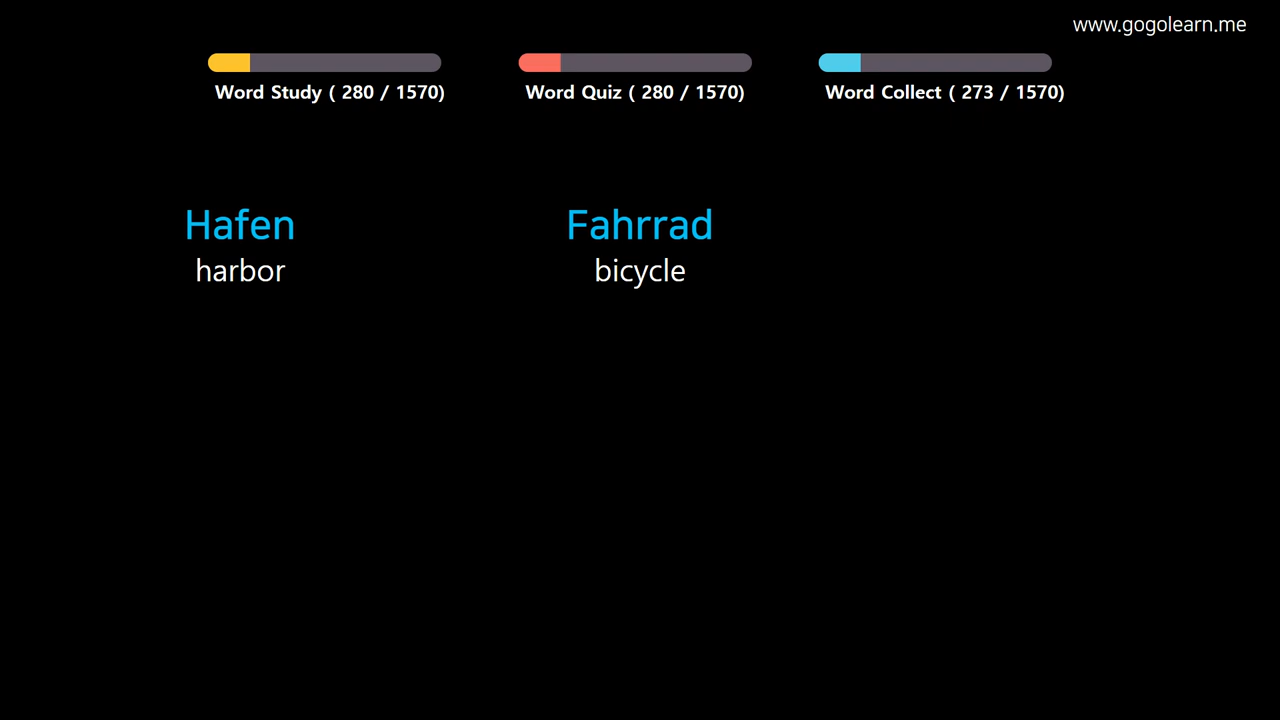 www.gogolearn.me
Word Study ( 280 / 1570)
Word Quiz ( 280 / 1570)
Word Collect ( 273 / 1570)
Hafen
harbor
Fahrrad
bicycle